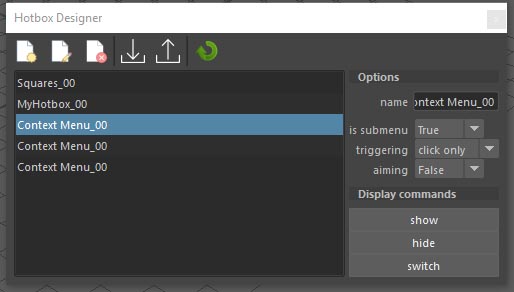 Hotbox Designer
Squares_00
MyHotbox_00
Context Menu_00
Context Menu_00
Context Menu_00
Options
name ontext Menu_00
is submenu True
triggering click only
aiming False
Display commands
show
hide
switch